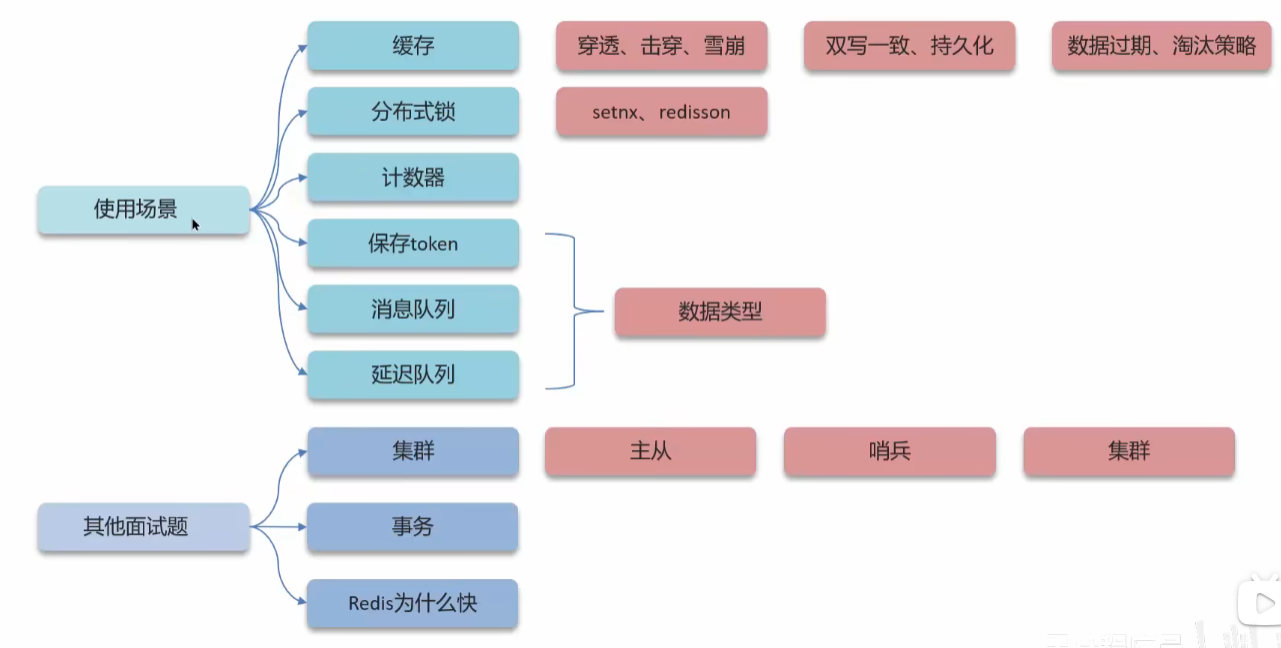 缓存
穿透、击穿、雪崩
双写一致、持久化
数据过期、淘汰策略
分布式锁
setnx、redisson
计数器
使用场景
保存token
消息队列
数据类型
延迟队列
集群
主从
哨兵
集群
其他面试题
事务
Redis为什么快